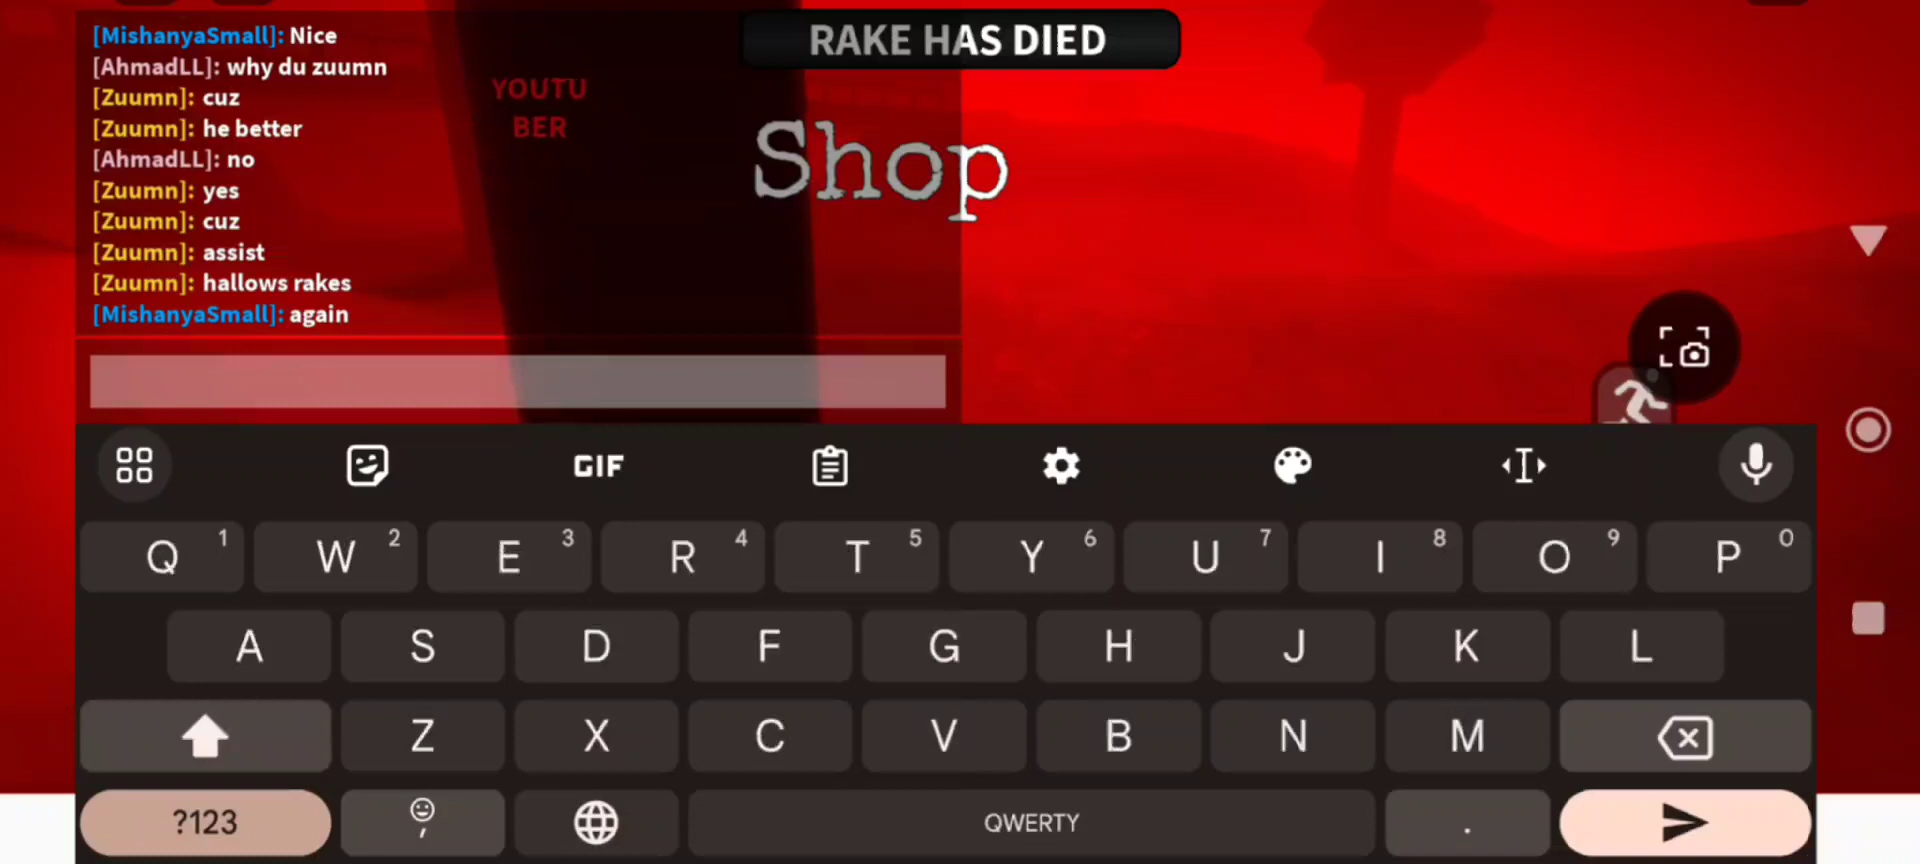 [MishanyaSmall]: Nice
[AhmadLL]: why du zuumn
[Zuumn]: cuz
[Zuumn]: he better
[AhmadLL]: no
[Zuumn]: yes
[Zuumn]: cuz
[Zuumn]: assist
[Zuumn]: hallows rakes
[MishanyaSmall]: again
YOUTU
BER
RAKE HAS DIED
Shop
GIF
Q 1 W 2 E 3 R 4 T 5 Y 6 U 7 I 8 O 9 P 0
A S D F G H J K L
Z X C V B N M
?123 , QWERTY .